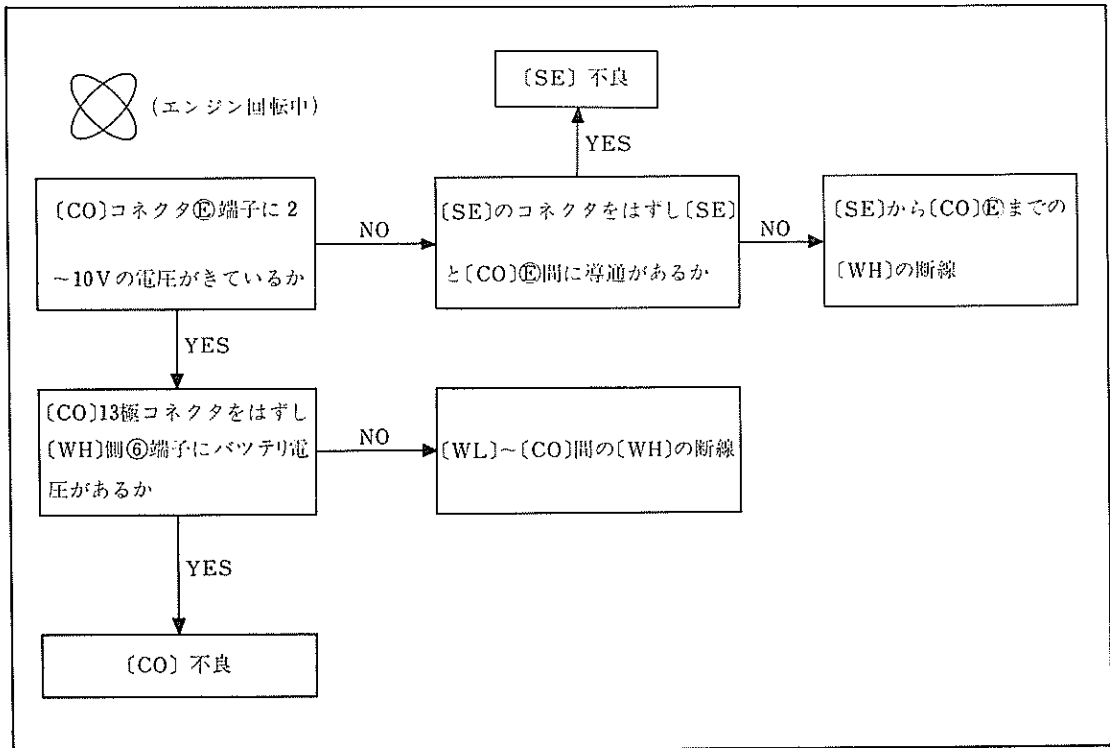 (エンジン回転中)
〔SE〕不良
YES
〔CO〕コネクタⒺ端子に2
~10Vの電圧がきているか
NO
〔SE〕のコネクタをはずし〔SE〕
と〔CO〕Ⓔ間に導通があるか
NO
〔SE〕から〔CO〕Ⓔまでの
〔WH〕の断線
YES
〔CO〕13極コネクタをはずし
〔WH〕側⑥端子にバツテリ電
圧があるか
NO
〔WL〕~〔CO〕間の〔WH〕の断線
YES
〔CO〕不良